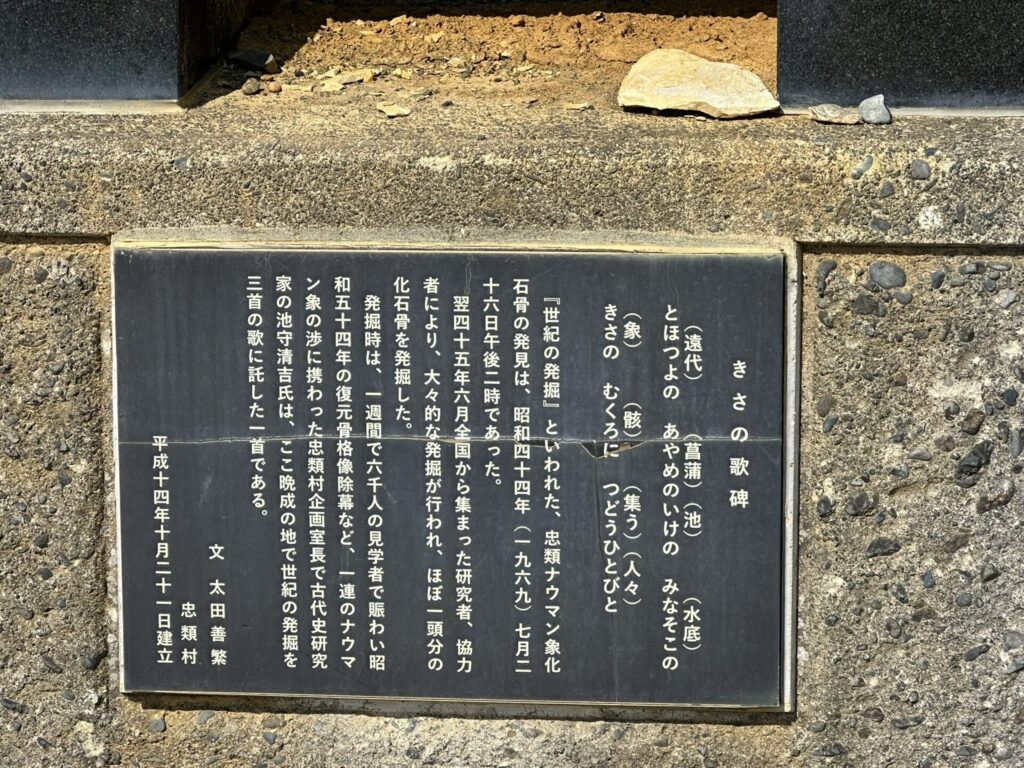 きさの歌碑
（遠代）　（菖蒲）（池）　（水底）
とほつよの　あやめのいけの　みなそこの
（象）　（骸）　（集う）（人々）
きさの　むくろに　つどうひとびと
『世紀の発掘』といわれた、忠類ナウマン象化
石骨の発見は、昭和四十四年（一九六九）七月二
十六日午後二時であった。
翌四十五年六月全国から集まった研究者、協力
者により、大々的な発掘が行われ、ほぼ一頭分の
化石骨を発掘した。
発掘時は、一週間で六千人の見学者で賑わい昭
和五十四年の復元骨格像除幕など、一連のナウマ
ン象の渉に携わった忠類村企画室長で古代史研究
家の池守清吉氏は、ここ晩成の地で世紀の発掘を
三首の歌に託した一首である。
文　太田善繁
忠類村
平成十四年十月二十一日建立